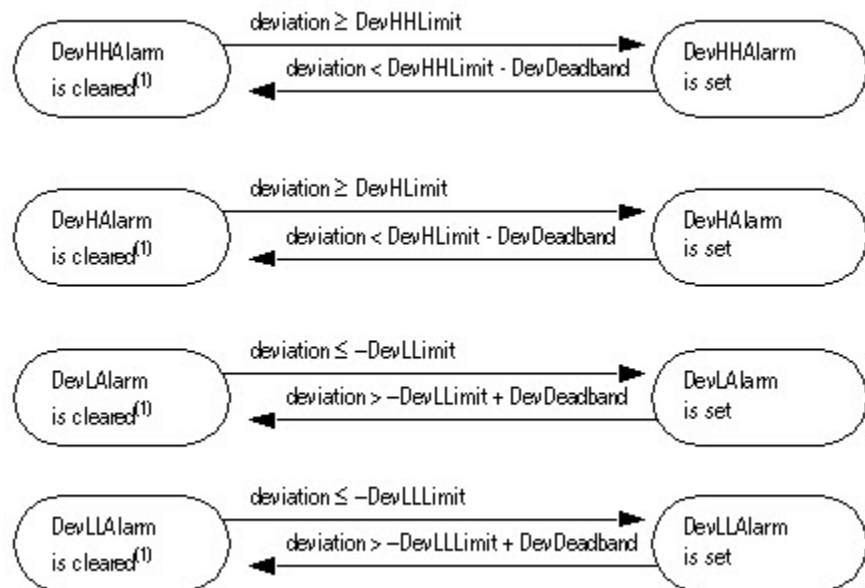 deviation ≥ DevHHLimit
DevHHAlarm
is cleared(1)
deviation < DevHHLimit - DevDeadband
DevHHAlarm
is set
deviation ≥ DevHLimit
DevHAlarm
is cleared(1)
deviation < DevHLimit - DevDeadband
DevHAlarm
is set
deviation ≤ –DevLLimit
DevLAlarm
is cleared(1)
deviation > –DevLLimit + DevDeadband
DevLAlarm
is set
deviation ≤ –DevLLLimit
DevLLAlarm
is cleared(1)
deviation > –DevLLLimit + DevDeadband
DevLLAlarm
is set